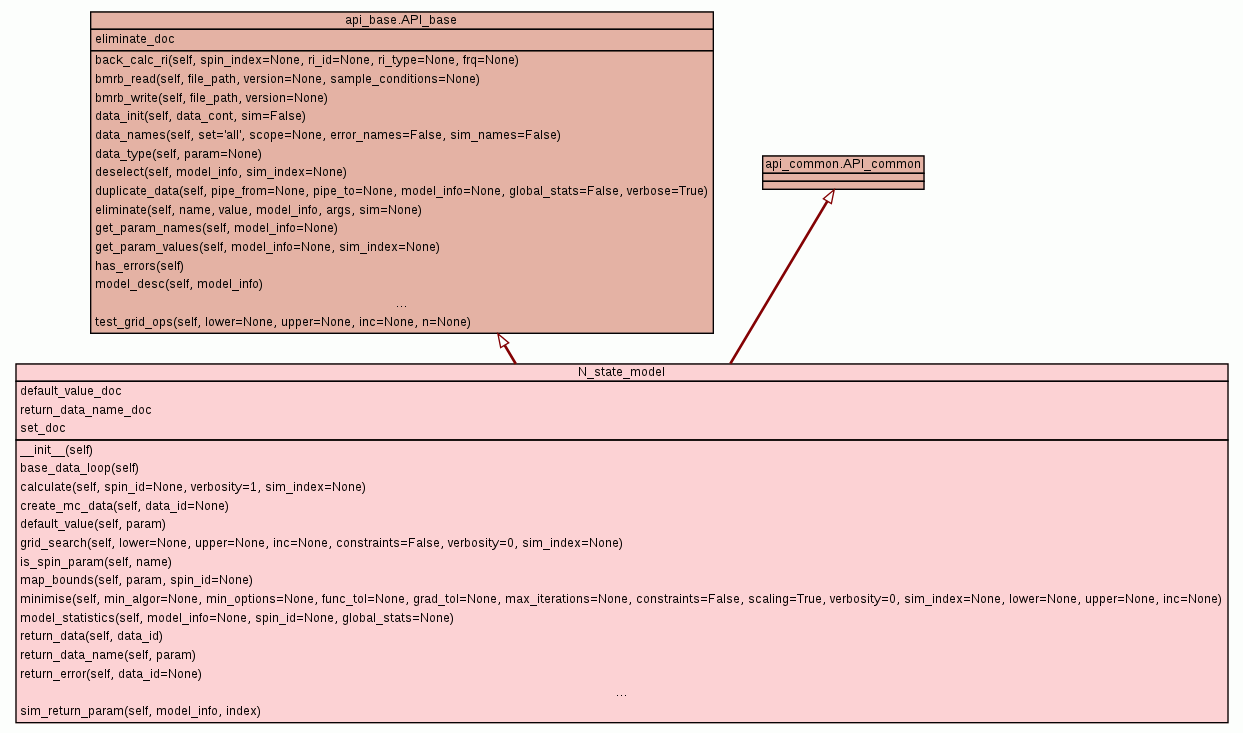 api_base.API_base
eliminate_doc
back_calc_ri(self, spin_index=None, ri_id=None, ri_type=None, frq=None)
bmrb_read(self, file_path, version=None, sample_conditions=None)
bmrb_write(self, file_path, version=None)
data_init(self, data_cont, sim=False)
data_names(self, set='all', scope=None, error_names=False, sim_names=False)
data_type(self, param=None)
deselect(self, model_info, sim_index=None)
duplicate_data(self, pipe_from=None, pipe_to=None, model_info=None, global_stats=False, verbose=True)
eliminate(self, name, value, model_info, args, sim=None)
get_param_names(self, model_info=None)
get_param_values(self, model_info=None, sim_index=None)
has_errors(self)
model_desc(self, model_info)
...
test_grid_ops(self, lower=None, upper=None, inc=None, n=None)
api_common.API_common
N_state_model
default_value_doc
return_data_name_doc
set_doc
__init__(self)
base_data_loop(self)
calculate(self, spin_id=None, verbosity=1, sim_index=None)
create_mc_data(self, data_id=None)
default_value(self, param)
grid_search(self, lower=None, upper=None, inc=None, constraints=False, verbosity=0, sim_index=None)
is_spin_param(self, name)
map_bounds(self, param, spin_id=None)
minimise(self, min_algor=None, min_options=None, func_tol=None, grad_tol=None, max_iterations=None, constraints=False, scaling=True, verbosity=0, sim_index=None, lower=None, upper=None, inc=None)
model_statistics(self, model_info=None, spin_id=None, global_stats=None)
return_data(self, data_id)
return_data_name(self, param)
return_error(self, data_id=None)
...
sim_return_param(self, model_info, index)